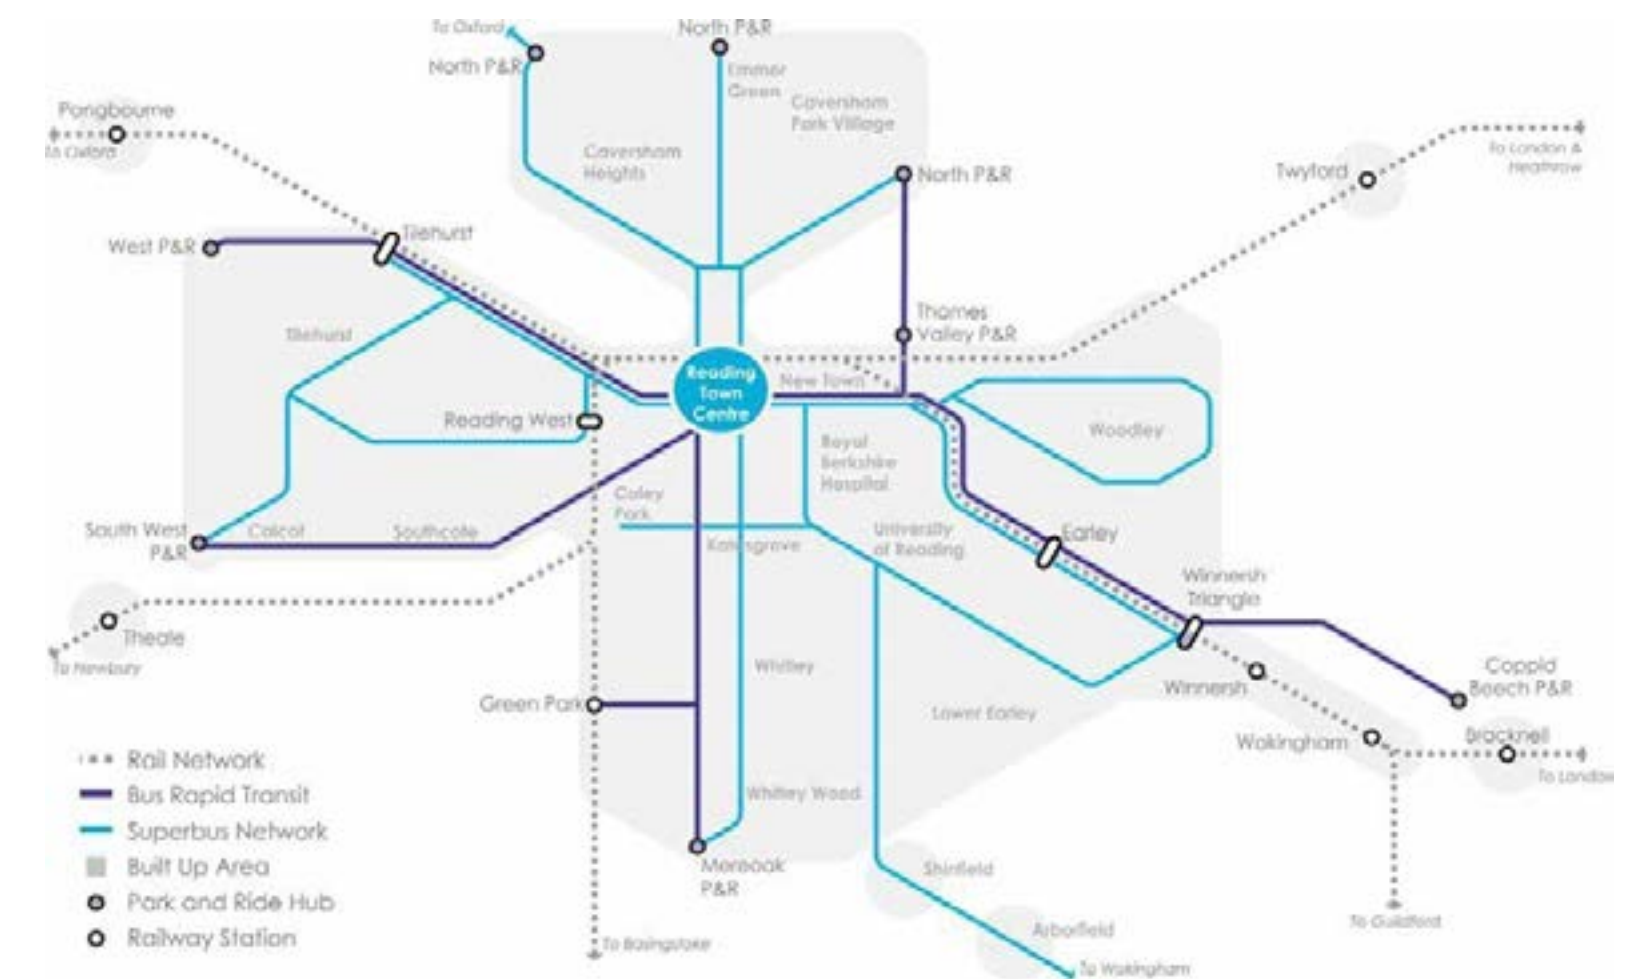 To Oxford
North P&R
North P&R
Emmer
Green
Caversham
Park Village
Pangbourne
To Oxford
Caversham
Heights
North P&R
Twyford
To London &
Heathrow
West P&R
Tilehurst
Tilehurst
Thames
Valley P&R
Reading
Town
Centre
New Town
Reading West
Woodley
Royal
Berkshire
Hospital
Coley
Park
South West
P&R
Calcot
Southcote
Katesgrove
University
of Reading
Earley
Winnersh
Triangle
Theale
To Newbury
Whitley
Green Park
Lower Earley
Winnersh
Coppid
Beech P&R
Wokingham
Bracknell
To London
Rail Network
Bus Rapid Transit
Superbus Network
Built Up Area
Park and Ride Hub
Railway Station
Whitley Wood
Mereoak
P&R
Shinfield
Arborfield
To Guildford
To Basingstoke
To Wokingham